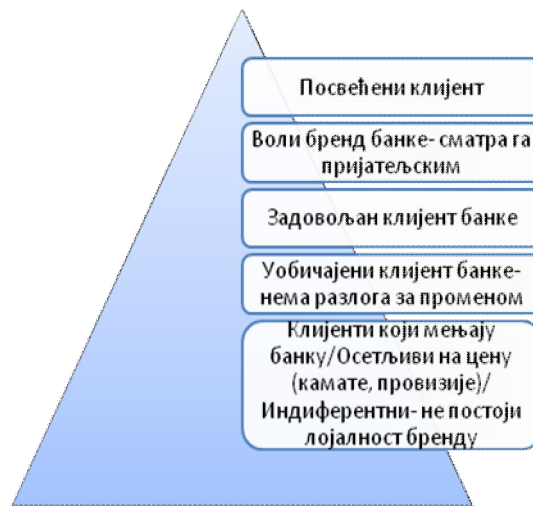 Посвећени клијент
Воли бренд банке- сматра га
пријатељским
Задовољан клијент банке
Уобичајени клијент банке-
нема разлога за променом
Клијенти који мењају
банку/Осетљиви на цену
(камате, провизије)/
Индиферентни- не постоји
лојалност бренду